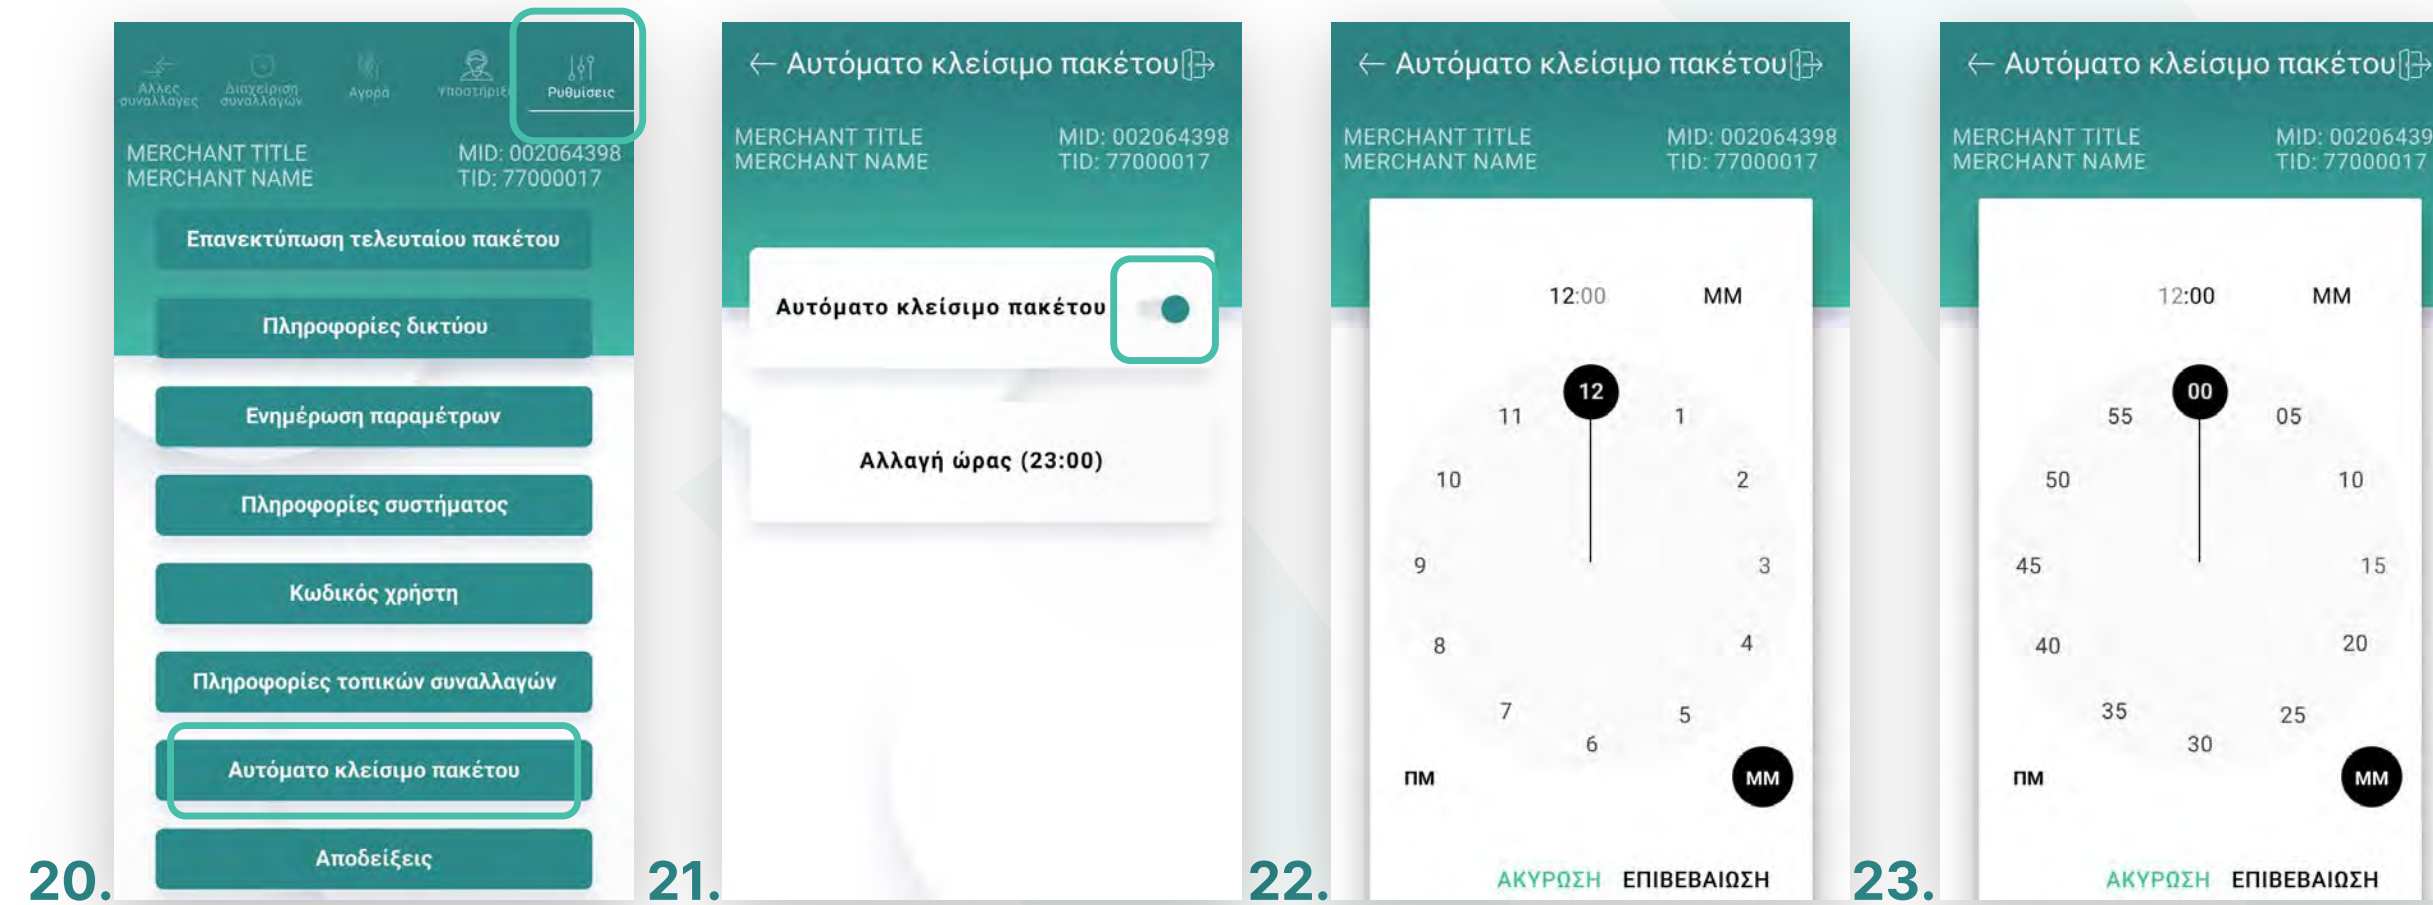 Άλλες συναλλαγές
Διαχείριση συναλλαγών
Αγορά
Υποστήριξ
Ρυθμίσεις
MERCHANT TITLE MID: 002064398
MERCHANT NAME TID: 77000017
Επανεκτύπωση τελευταίου πακέτου
Πληροφορίες δικτύου
Ενημέρωση παραμέτρων
Πληροφορίες συστήματος
Κωδικός χρήστη
Πληροφορίες τοπικών συναλλαγών
Αυτόματο κλείσιμο πακέτου
Αποδείξεις
20.
Αυτόματο κλείσιμο πακέτου
MERCHANT TITLE MID: 002064398
MERCHANT NAME TID: 77000017
Αυτόματο κλείσιμο πακέτου
Αλλαγή ώρας (23:00)
21.
Αυτόματο κλείσιμο πακέτου
MERCHANT TITLE MID: 002064398
MERCHANT NAME TID: 77000017
12:00 ΜΜ
12
11 1
10 2
9 3
8 4
7 5
6
ΠΜ ΜΜ
ΑΚΥΡΩΣΗ ΕΠΙΒΕΒΑΙΩΣΗ
22.
Αυτόματο κλείσιμο πακέτου
MERCHANT TITLE MID: 00206439
MERCHANT NAME TID: 77000017
12:00 ΜΜ
00
55 05
50 10
45 15
40 20
35 25
30
ΠΜ ΜΜ
ΑΚΥΡΩΣΗ ΕΠΙΒΕΒΑΙΩΣΗ
23.